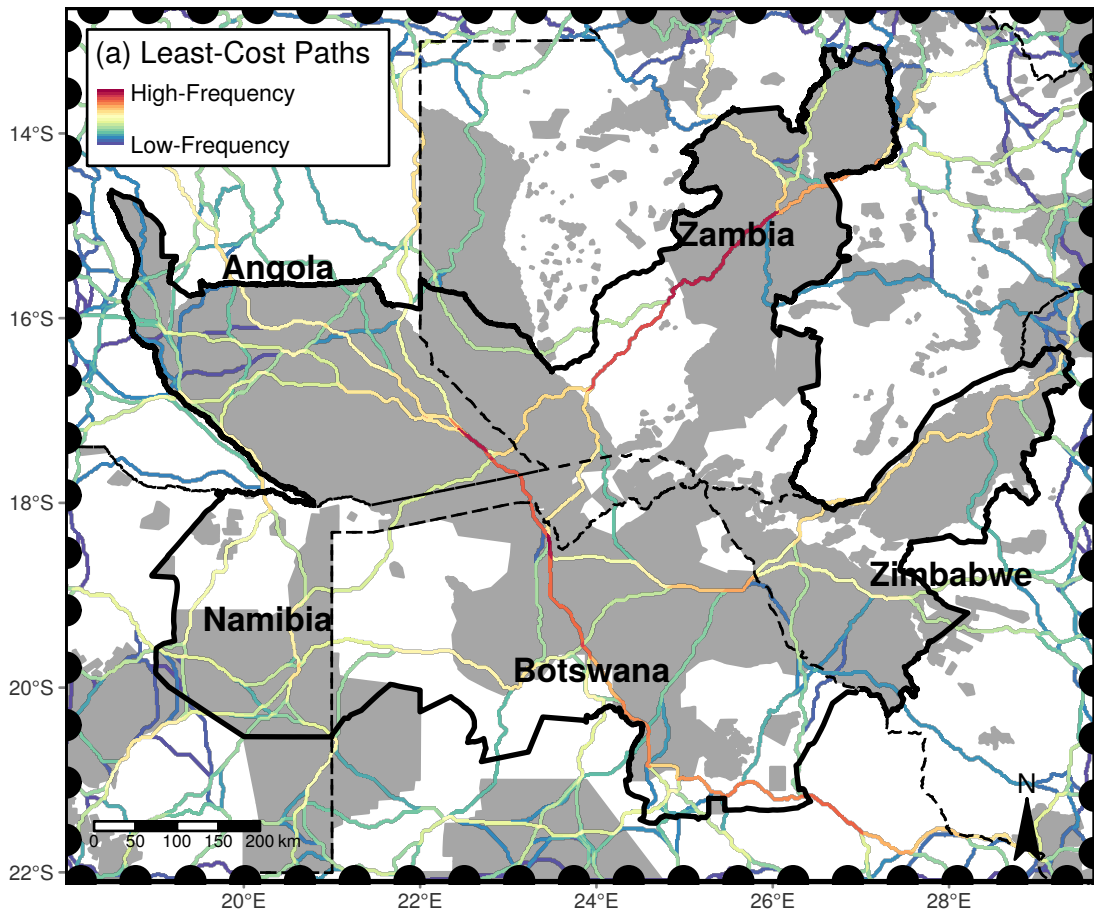 (a) Least-Cost Paths
High-Frequency
Low-Frequency
14°S
16°S
18°S
20°S
22°S
Zambia
Angola
Zimbabwe
Namibia
Botswana
N
0 50 100 150 200 km
20°E 22°E 24°E 26°E 28°E